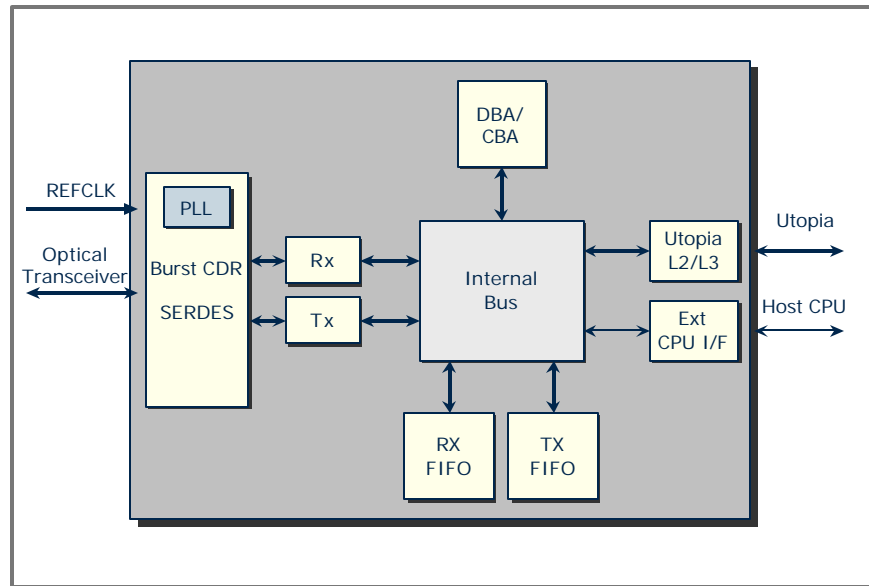 DBA/
CBA
REFCLK
PLL
Optical
Transceiver
Burst CDR
SERDES
Rx
Tx
Internal
Bus
Utopia
L2/L3
Utopia
Ext
CPU I/F
Host CPU
RX
FIFO
TX
FIFO